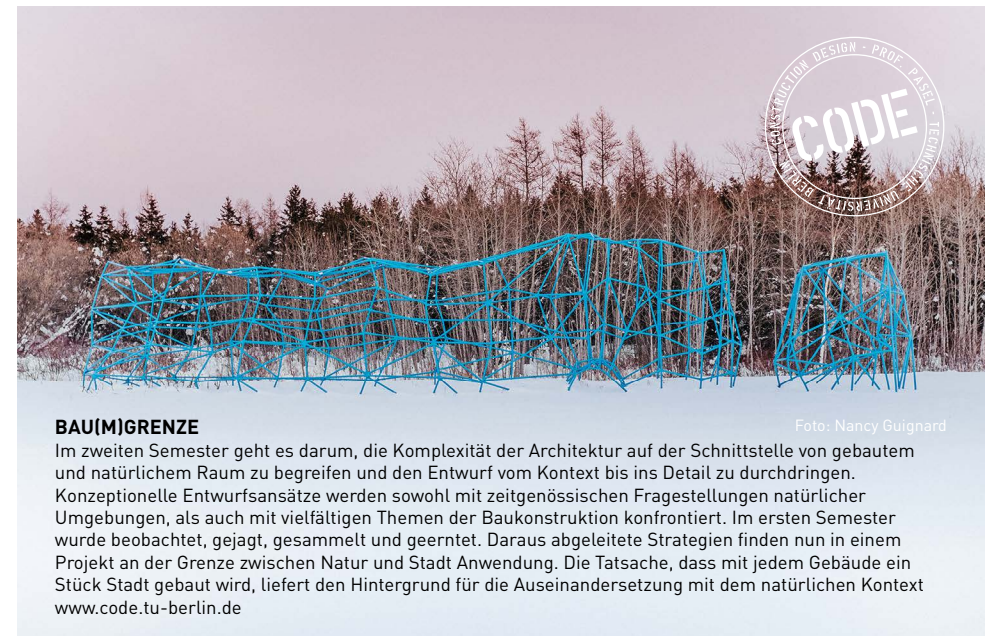 CONSTRUCTION DESIGN · PROF. PASEL · TECHNISCHE UNIVERSITÄT BERLIN
CODE
BAU(M)GRENZE
Foto: Nancy Guignard
Im zweiten Semester geht es darum, die Komplexität der Architektur auf der Schnittstelle von gebautem
und natürlichem Raum zu begreifen und den Entwurf vom Kontext bis ins Detail zu durchdringen.
Konzeptionelle Entwurfsansätze werden sowohl mit zeitgenössischen Fragestellungen natürlicher
Umgebungen, als auch mit vielfältigen Themen der Baukonstruktion konfrontiert. Im ersten Semester
wurde beobachtet, gejagt, gesammelt und geerntet. Daraus abgeleitete Strategien finden nun in einem
Projekt an der Grenze zwischen Natur und Stadt Anwendung. Die Tatsache, dass mit jedem Gebäude ein
Stück Stadt gebaut wird, liefert den Hintergrund für die Auseinandersetzung mit dem natürlichen Kontext
www.code.tu-berlin.de